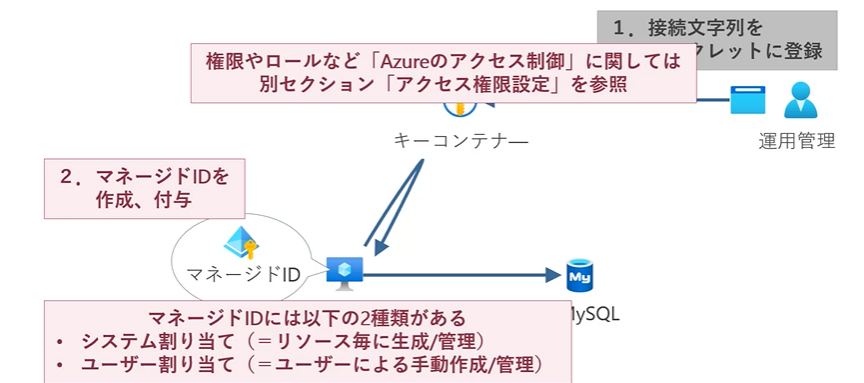 1．接続文字列を
クレットに登録
権限やロールなど「Azureのアクセス制御」に関しては
別セクション「アクセス権限設定」を参照
キーコンテナー
運用管理
2．マネージドIDを
作成、付与
マネージドID
My
MySQL
マネージドIDには以下の2種類がある
• システム割り当て（＝リソース毎に生成/管理）
• ユーザー割り当て（＝ユーザーによる手動作成/管理）